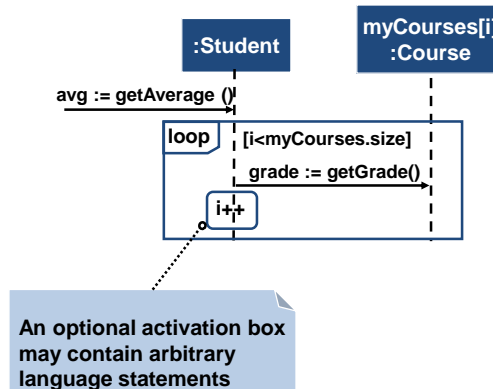 :Student
myCourses[i]
:Course
avg := getAverage ()
loop
[i<myCourses.size]
grade := getGrade()
i++
An optional activation box
may contain arbitrary
language statements